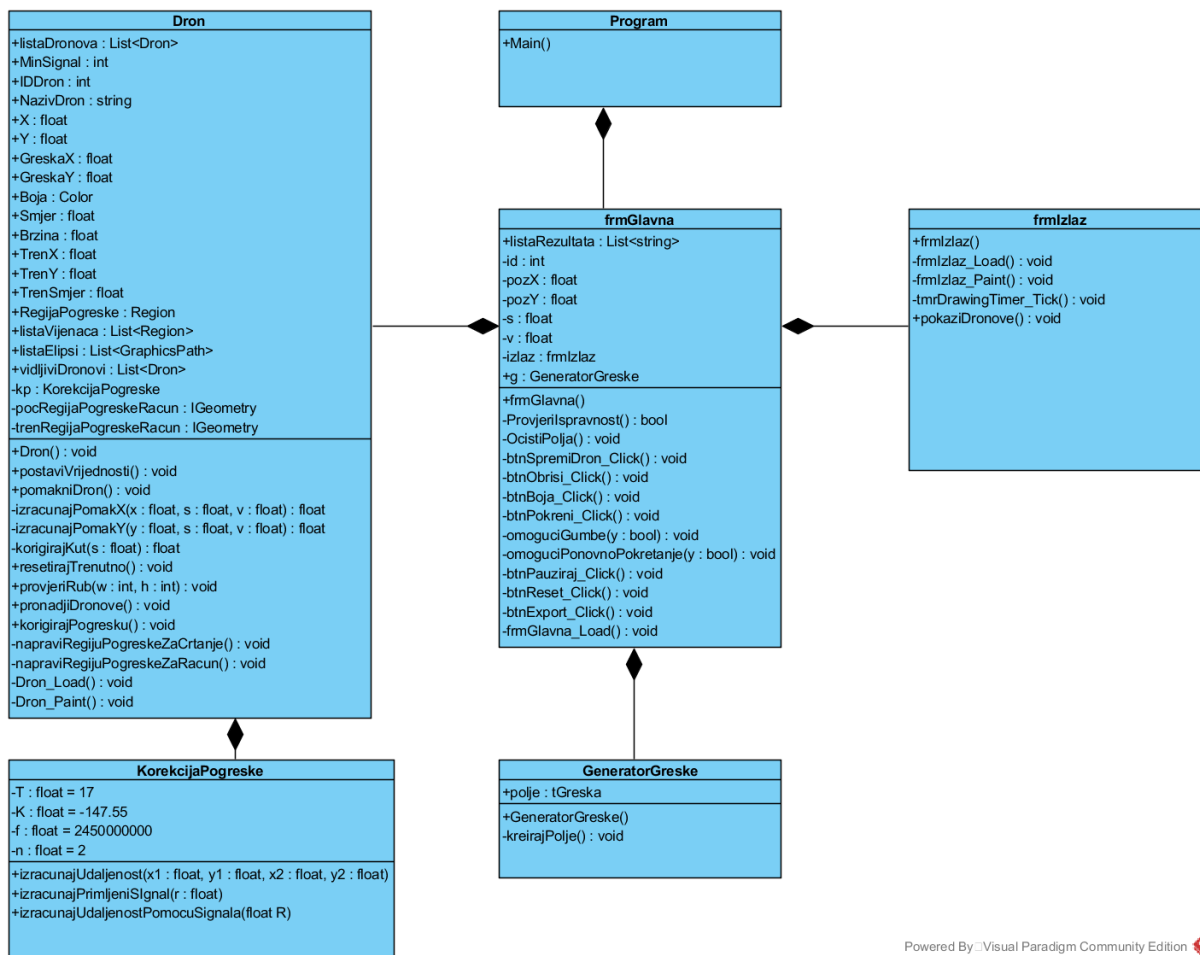 Dron
+listaDronova : List<Dron>
+MinSignal : int
+IDDron : int
+NazivDron : string
+X : float
+Y : float
+GreskaX : float
+GreskaY : float
+Boja : Color
+Smjer : float
+Brzina : float
+TrenX : float
+TrenY : float
+TrenSmjer : float
+RegijaPogreske : Region
+listaVijenaca : List<Region>
+listaElipsi : List<GraphicsPath>
+vidljiviDronovi : List<Dron>
-kp : KorekcijaPogreske
-pocRegijaPogreskeRacun : IGeometry
-trenRegijaPogreskeRacun : IGeometry
+Dron() : void
+postaviVrijednosti() : void
+pomakniDron() : void
-izracunajPomakX(x : float, s : float, v : float) : float
-izracunajPomakY(y : float, s : float, v : float) : float
-korigirajKut(s : float) : float
+resetirajTrenutno() : void
+provjeriRub(w : int, h : int) : void
+pronadjiDronove() : void
+korigirajPogresku() : void
-napraviRegijuPogreskeZaCrtanje() : void
-napraviRegijuPogreskeZaRacun() : void
-Dron_Load() : void
-Dron_Paint() : void
Program
+Main()
frmGlavna
+listaRezultata : List<string>
-id : int
-pozX : float
-pozY : float
-s : float
-v : float
-izlaz : frmIzlaz
+g : GeneratorGreske
+frmGlavna()
-ProvjeriIspravnost() : bool
-OcistiPolja() : void
-btnSpremiDron_Click() : void
-btnObrisi_Click() : void
-btnBoja_Click() : void
-btnPokreni_Click() : void
-omoguciGumbe(y : bool) : void
-omoguciPonovnoPokretanje(y : bool) : void
-btnPauziraj_Click() : void
-btnReset_Click() : void
-btnExport_Click() : void
-frmGlavna_Load() : void
frmIzlaz
+frmIzlaz()
-frmIzlaz_Load() : void
-frmIzlaz_Paint() : void
-tmrDrawingTimer_Tick() : void
+pokaziDronove() : void
KorekcijaPogreske
-T : float = 17
-K : float = -147.55
-f : float = 2450000000
-n : float = 2
+izracunajUdaljenost(x1 : float, y1 : float, x2 : float, y2 : float)
+izracunajPrimljeniSIgnal(r : float)
+izracunajUdaljenostPomocuSignala(float R)
GeneratorGreske
+polje : tGreska
+GeneratorGreske()
-kreirajPolje() : void
Powered By Visual Paradigm Community Edition